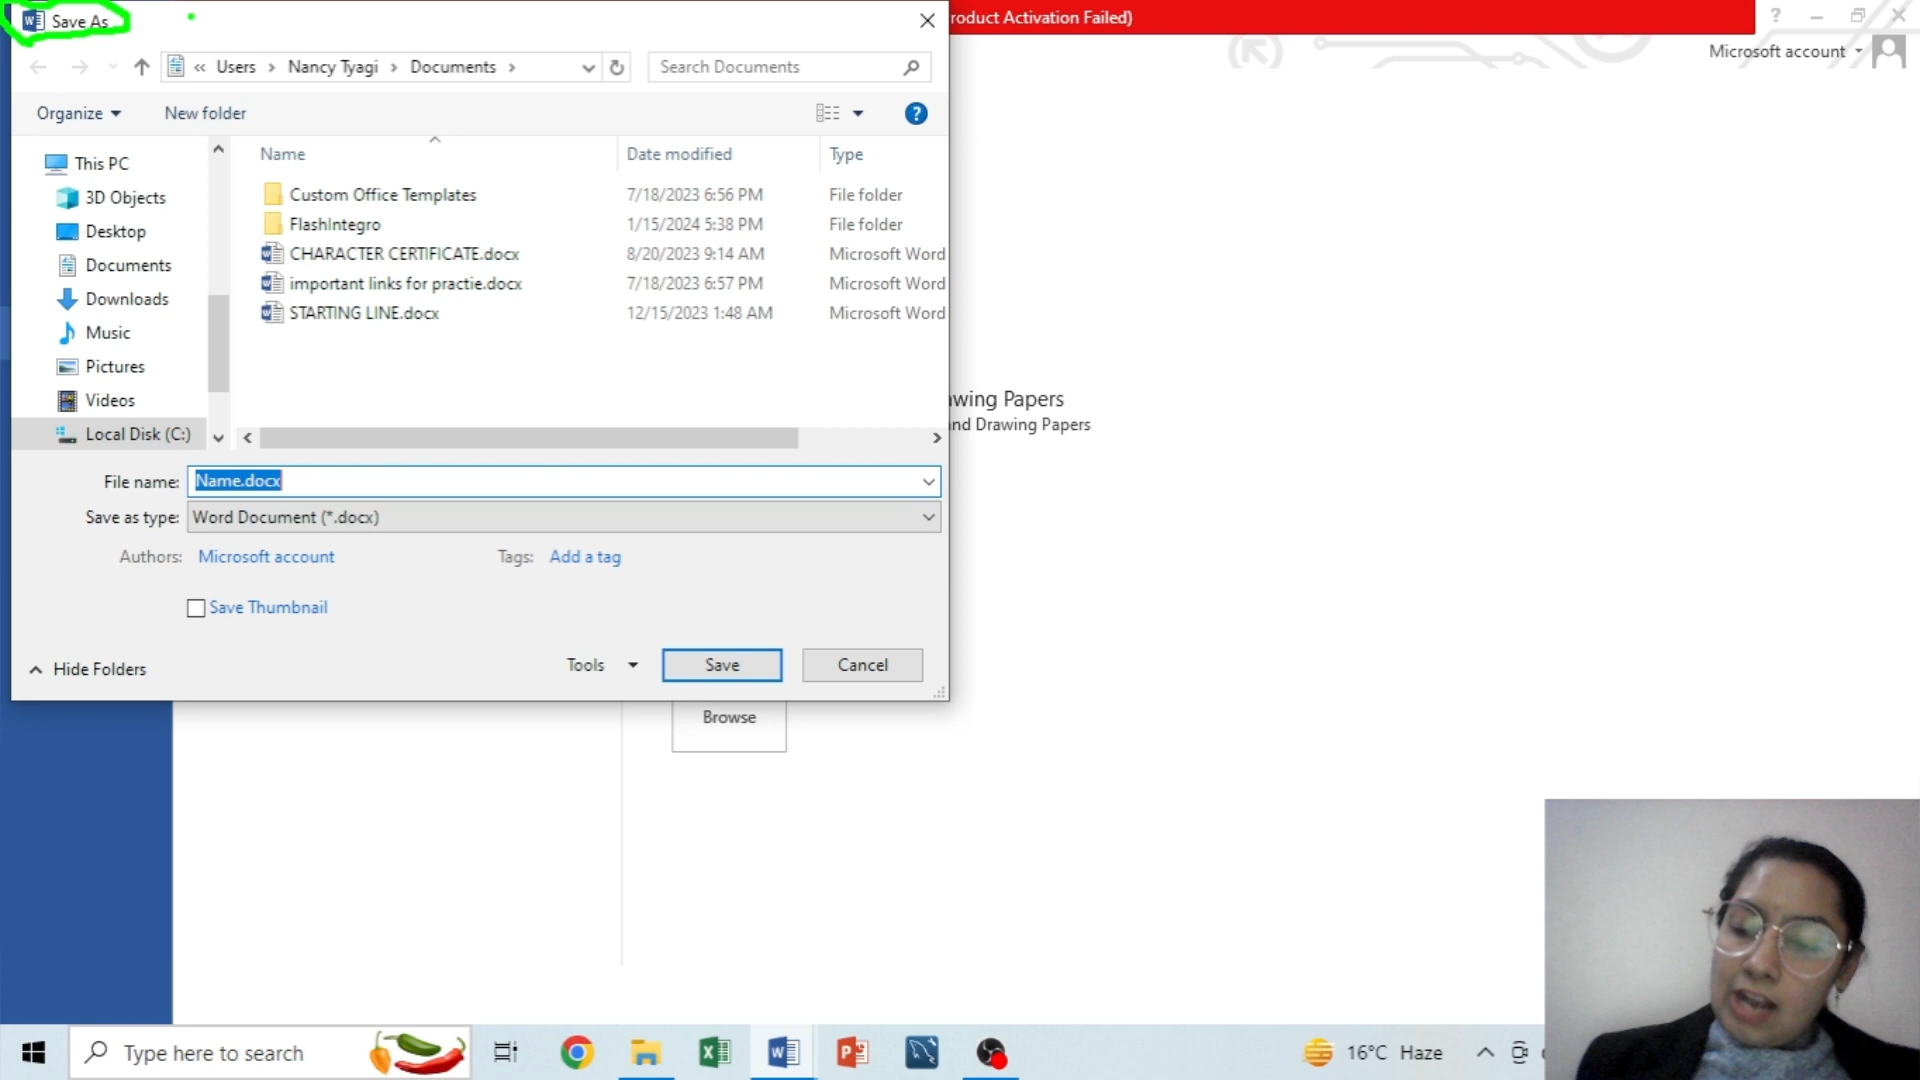 Save As
roduct Activation Failed)
Microsoft account
« Users > Nancy Tyagi > Documents >
Search Documents
Organize
New folder
Name
Date modified
Type
This PC
3D Objects
Desktop
Documents
Downloads
Music
Pictures
Videos
Local Disk (C:)
Custom Office Templates 7/18/2023 6:56 PM File folder
FlashIntegro 1/15/2024 5:38 PM File folder
CHARACTER CERTIFICATE.docx 8/20/2023 9:14 AM Microsoft Word
important links for practie.docx 7/18/2023 6:57 PM Microsoft Word
STARTING LINE.docx 12/15/2023 1:48 AM Microsoft Word
awing Papers
nd Drawing Papers
File name: Name.docx
Save as type: Word Document (*.docx)
Authors: Microsoft account
Tags: Add a tag
Save Thumbnail
Hide Folders
Tools
Save
Cancel
Browse
Type here to search
16°C Haze